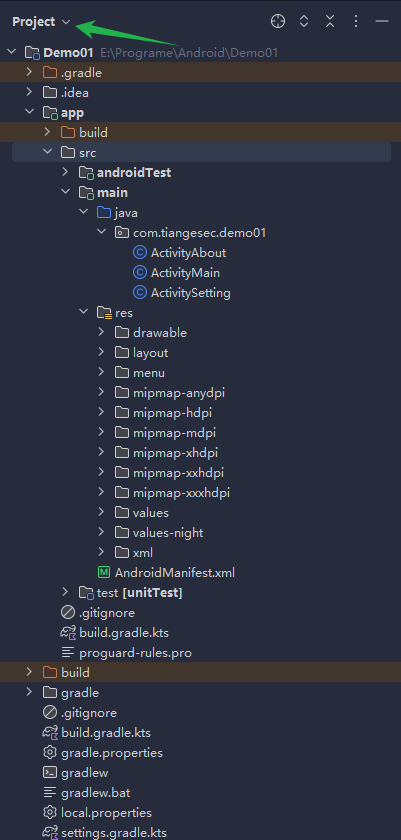 Project
Demo01 E:\Programe\Android\Demo01
.gradle
.idea
app
build
src
androidTest
main
java
com.tiangesec.demo01
ActivityAbout
ActivityMain
ActivitySetting
res
drawable
layout
menu
mipmap-anydpi
mipmap-hdpi
mipmap-mdpi
mipmap-xhdpi
mipmap-xxhdpi
mipmap-xxxhdpi
values
values-night
xml
AndroidManifest.xml
test [unitTest]
.gitignore
build.gradle.kts
proguard-rules.pro
build
gradle
.gitignore
build.gradle.kts
gradle.properties
gradlew
gradlew.bat
local.properties
settings.gradle.kts